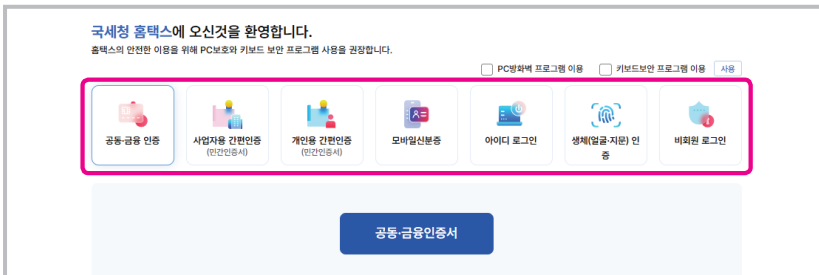 국세청 홈택스에 오신것을 환영합니다.
홈택스의 안전한 이용을 위해 PC보호와 키보드 보안 프로그램 사용을 권장합니다.
PC방화벽 프로그램 이용 키보드보안 프로그램 이용 사용
공동·금융 인증
사업자용 간편인증
(민간인증서)
개인용 간편인증
(민간인증서)
모바일신분증
아이디 로그인
생체(얼굴·지문) 인
증
비회원 로그인
공동·금융인증서